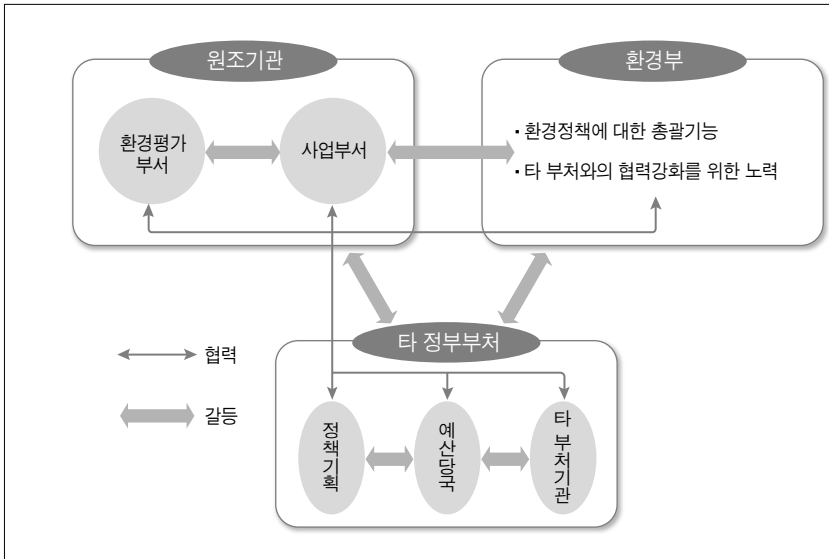 원조기관
환경부
환경평가
부서
사업부서
▪ 환경정책에 대한 총괄기능
▪ 타 부처와의 협력강화를 위한 노력
타 정부부처
협력
갈등
정책기획
예산당국
타 부처기관